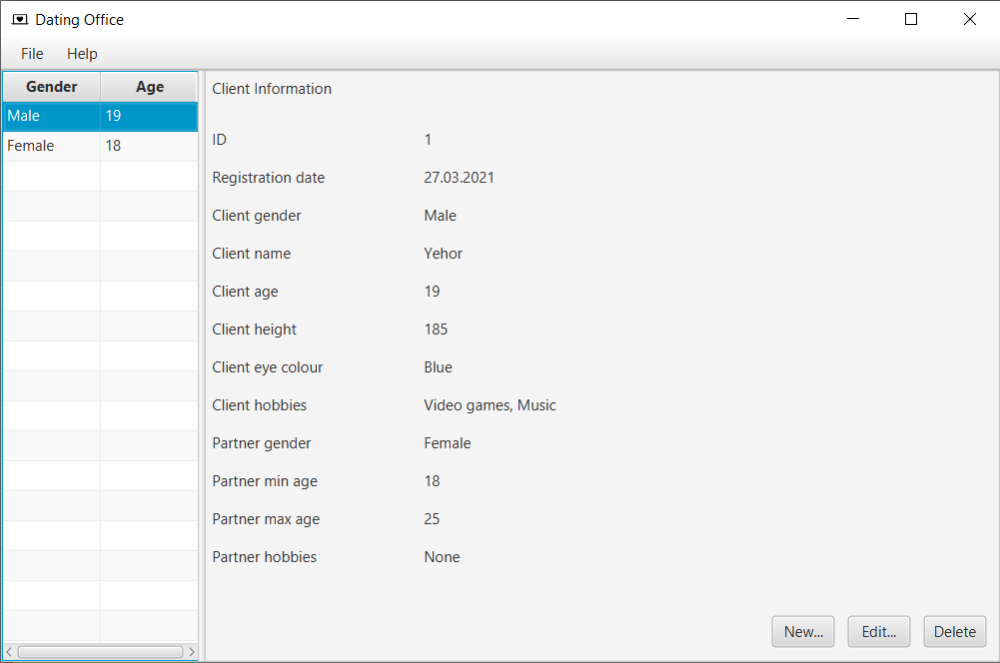 Dating Office
File Help
Gender Age
Male 19
Female 18
Client Information
ID 1
Registration date 27.03.2021
Client gender Male
Client name Yehor
Client age 19
Client height 185
Client eye colour Blue
Client hobbies Video games, Music
Partner gender Female
Partner min age 18
Partner max age 25
Partner hobbies None
New... Edit... Delete